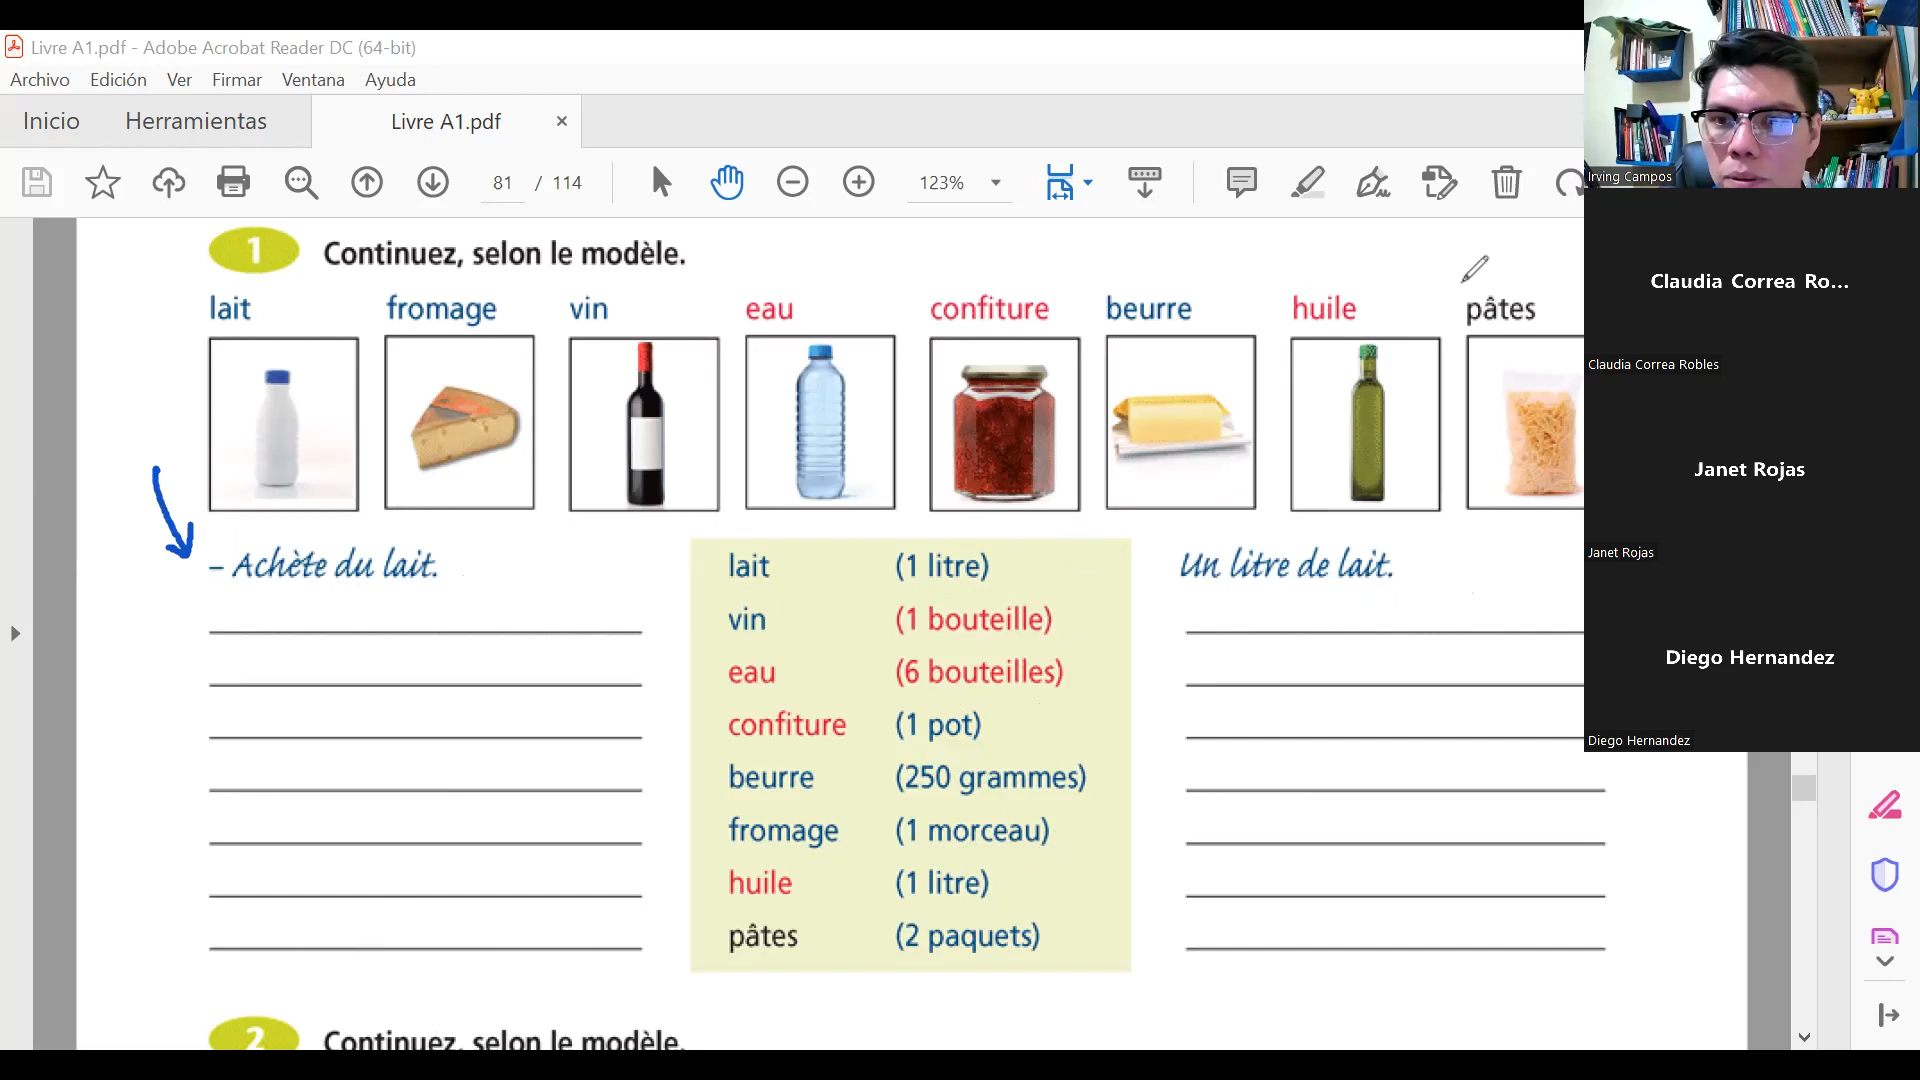 Livre A1.pdf - Adobe Acrobat Reader DC (64-bit)
Archivo Edición Ver Firmar Ventana Ayuda
Inicio Herramientas Livre A1.pdf ×
81 / 114 123%
Irving Campos
Claudia Correa Ro...
Claudia Correa Robles
Janet Rojas
Janet Rojas
Diego Hernandez
Diego Hernandez
1 Continuez, selon le modèle.
lait fromage vin eau confiture beurre huile pâtes
– Achète du lait. lait (1 litre) Un litre de lait.
vin (1 bouteille)
eau (6 bouteilles)
confiture (1 pot)
beurre (250 grammes)
fromage (1 morceau)
huile (1 litre)
pâtes (2 paquets)
2 Continuez, selon le modèle.